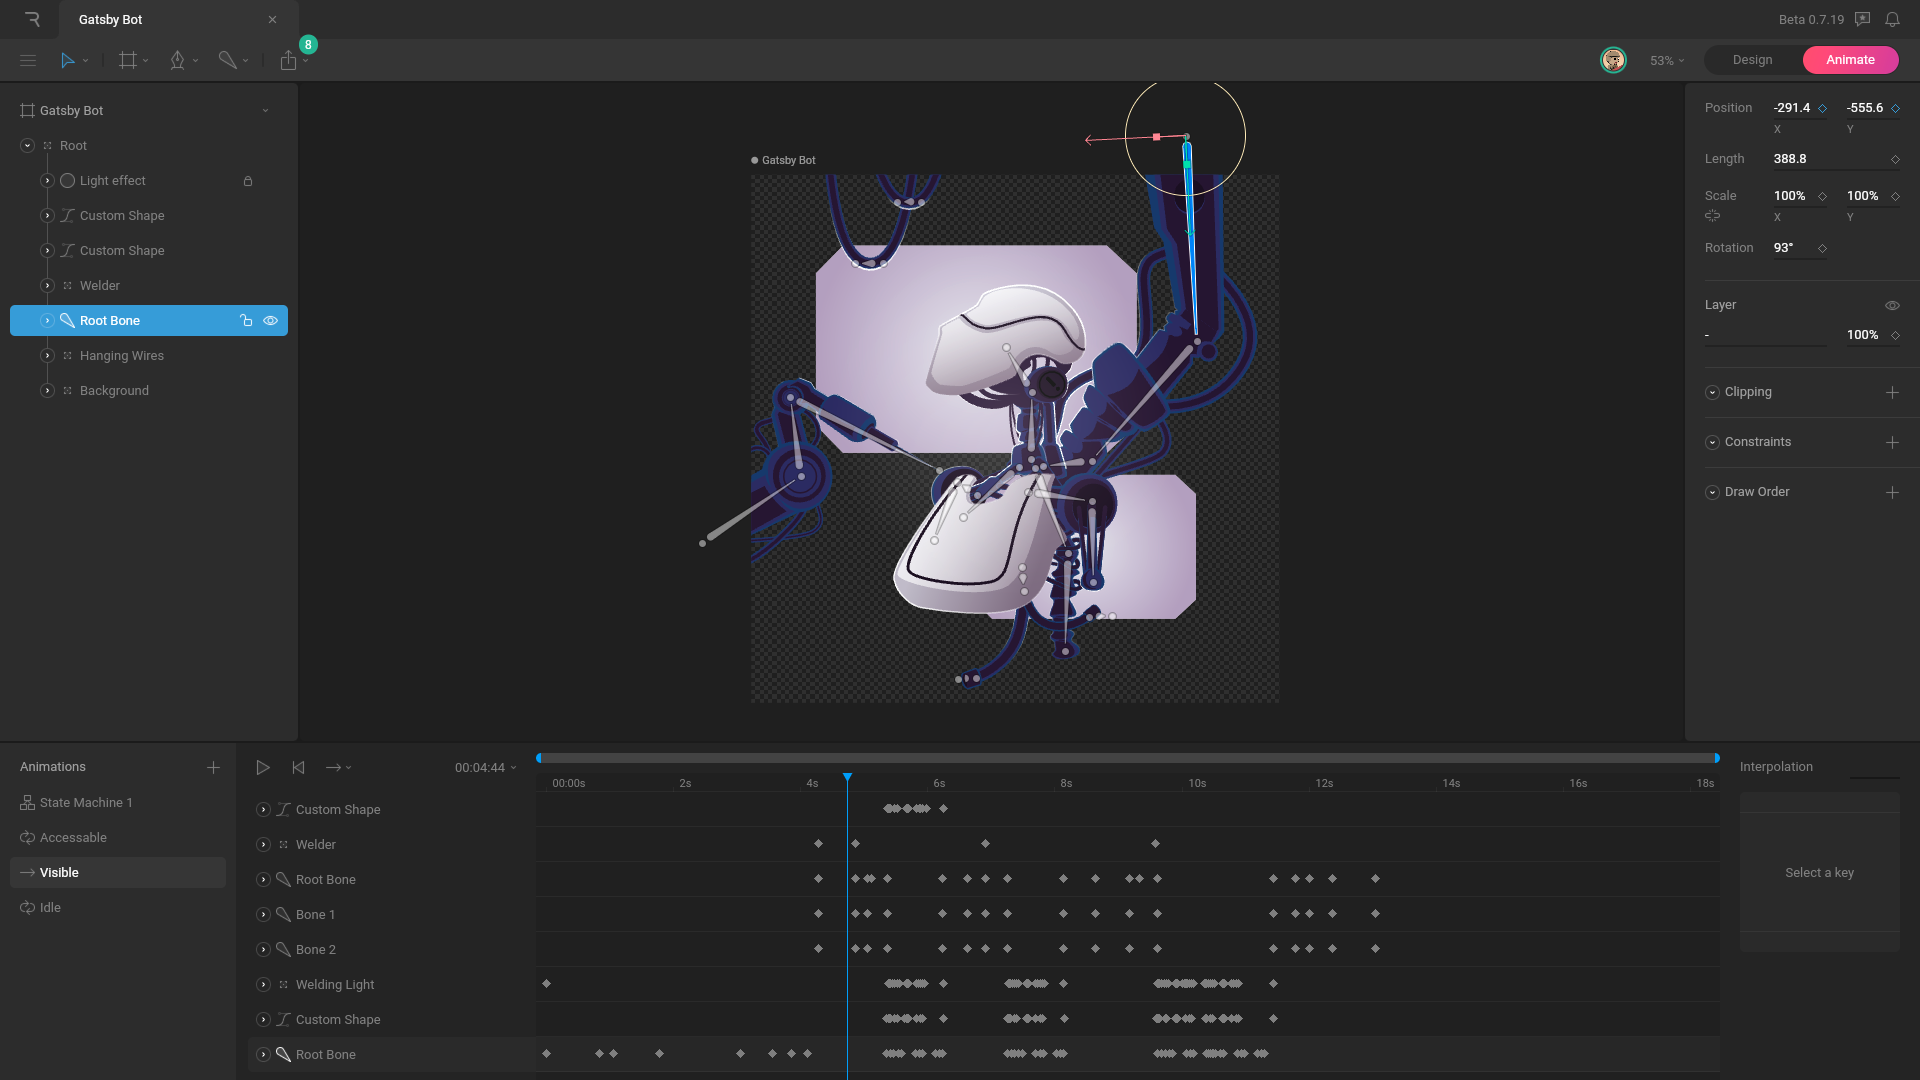 Gatsby Bot
Beta 0.7.19
8
53%
Design
Animate
Gatsby Bot
Root
Light effect
Custom Shape
Custom Shape
Welder
Root Bone
Hanging Wires
Background
Gatsby Bot
Position
-291.4
-555.6
X
Y
Length
388.8
Scale
100%
100%
X
Y
Rotation
93°
Layer
-
100%
Clipping
Constraints
Draw Order
Animations
State Machine 1
Accessable
Visible
Idle
00:04:44
00:00s 2s 4s 6s 8s 10s 12s 14s 16s 18s
Custom Shape
Welder
Root Bone
Bone 1
Bone 2
Welding Light
Custom Shape
Root Bone
Interpolation
Select a key